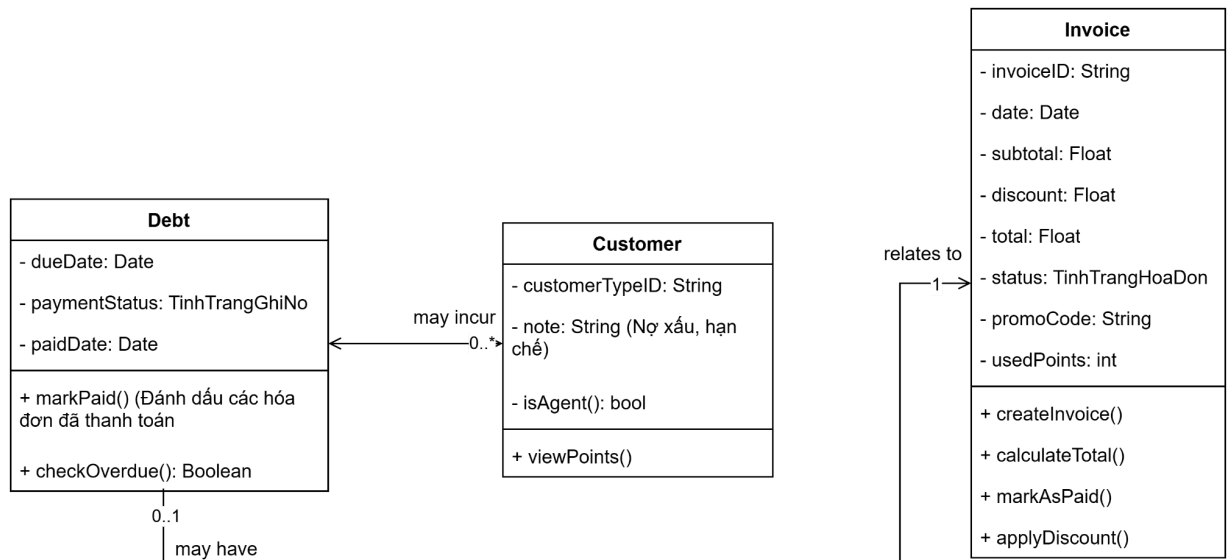 Debt
- dueDate: Date
- paymentStatus: TinhTrangGhiNo
- paidDate: Date
+ markPaid() (Đánh dấu các hóa
đơn đã thanh toán
+ checkOverdue(): Boolean
0..1
may have
may incur
0..*
Customer
- customerTypeID: String
- note: String (Nợ xấu, hạn
chế)
- isAgent(): bool
+ viewPoints()
relates to
1
Invoice
- invoiceID: String
- date: Date
- subtotal: Float
- discount: Float
- total: Float
- status: TinhTrangHoaDon
- promoCode: String
- usedPoints: int
+ createInvoice()
+ calculateTotal()
+ markAsPaid()
+ applyDiscount()